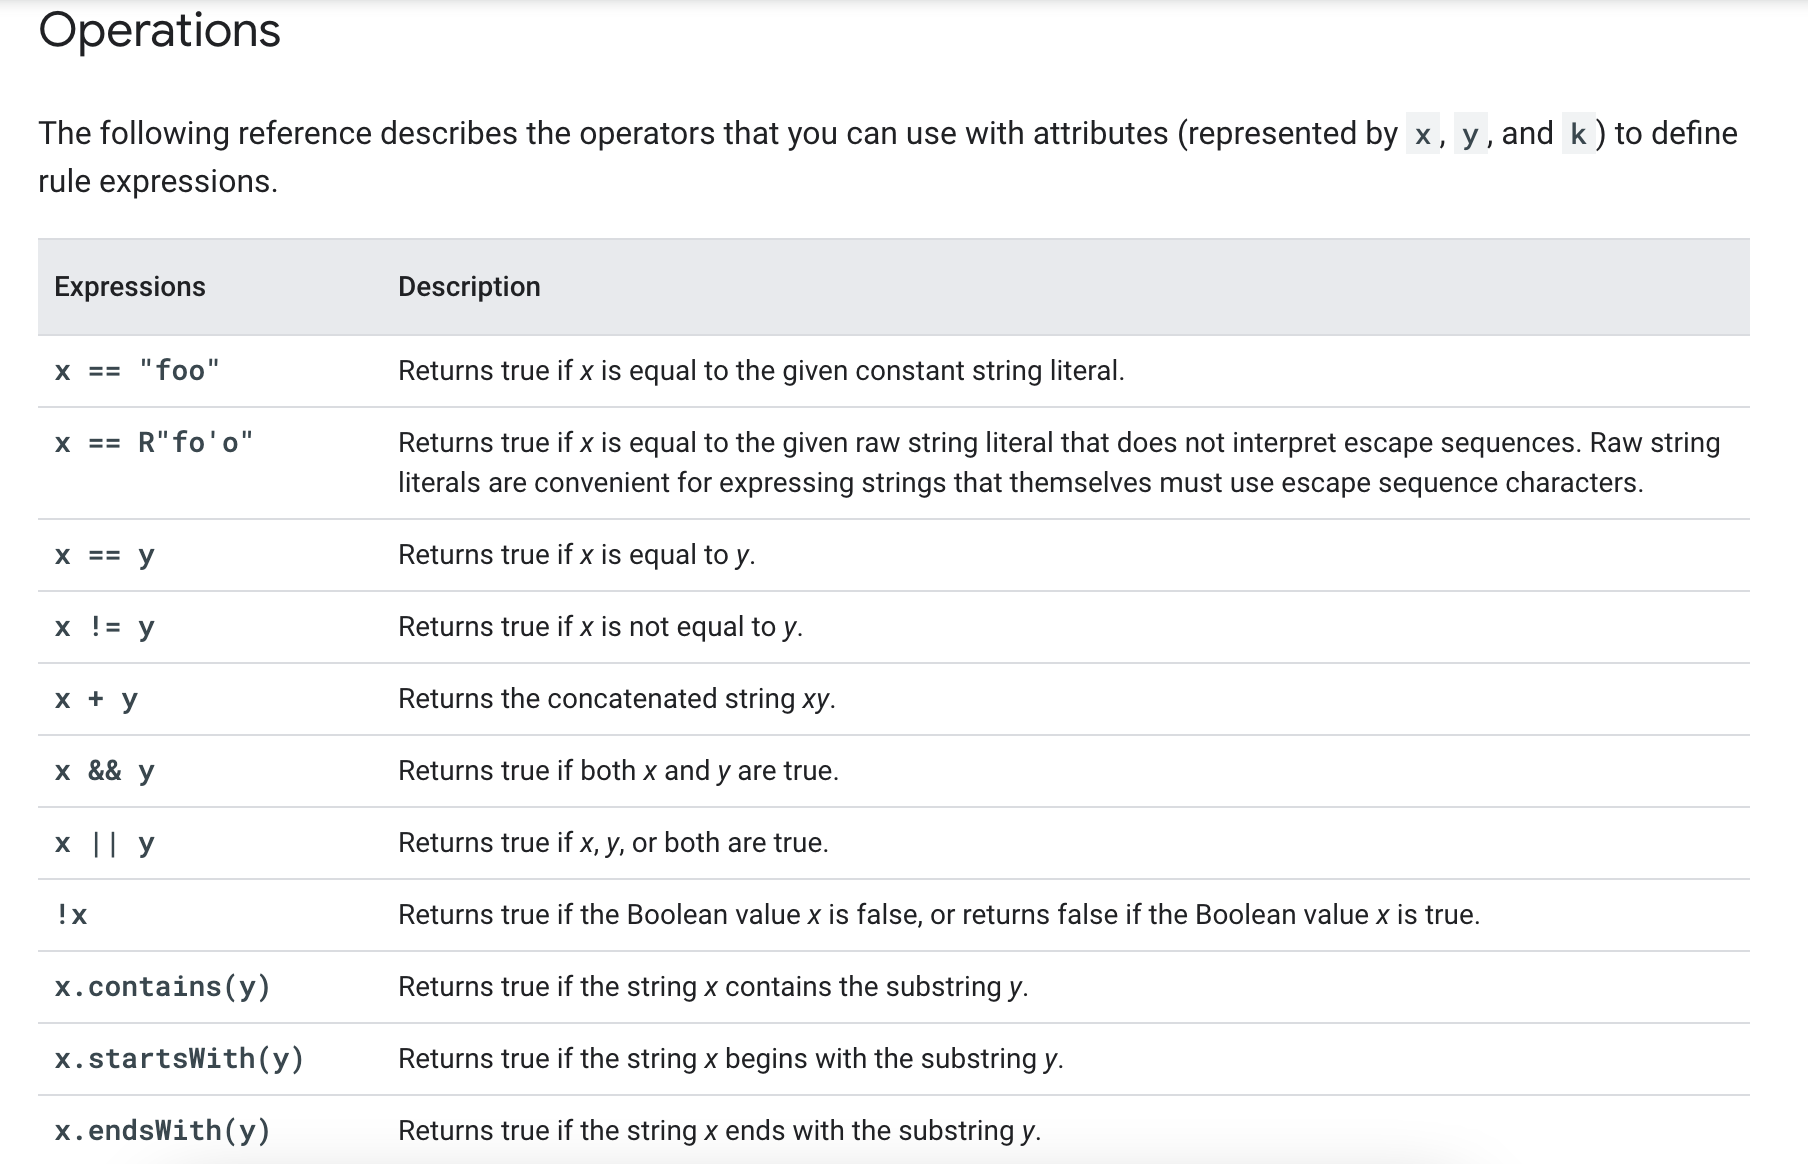 Operations
The following reference describes the operators that you can use with attributes (represented by x, y, and k) to define
rule expressions.
Expressions Description
x == "foo" Returns true if x is equal to the given constant string literal.
x == R"fo'o" Returns true if x is equal to the given raw string literal that does not interpret escape sequences. Raw string
literals are convenient for expressing strings that themselves must use escape sequence characters.
x == y Returns true if x is equal to y.
x != y Returns true if x is not equal to y.
x + y Returns the concatenated string xy.
x && y Returns true if both x and y are true.
x || y Returns true if x, y, or both are true.
!x Returns true if the Boolean value x is false, or returns false if the Boolean value x is true.
x.contains(y) Returns true if the string x contains the substring y.
x.startsWith(y) Returns true if the string x begins with the substring y.
x.endsWith(y) Returns true if the string x ends with the substring y.